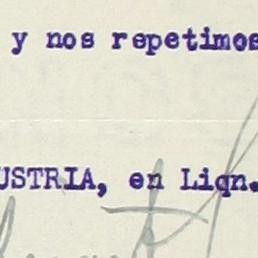 y nos repetimos
USTRIA, en Liqn.